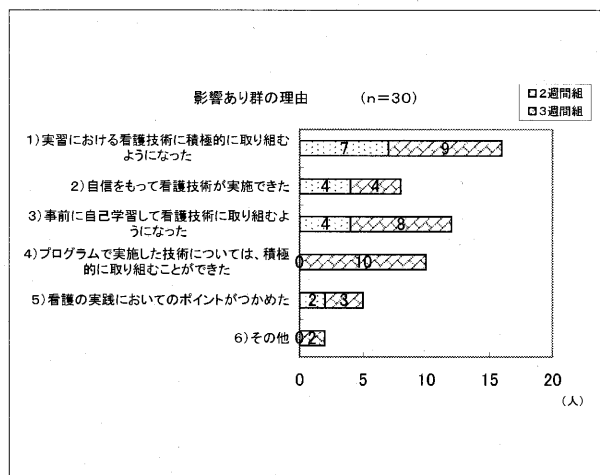 影響あり群の理由　(n=30)
2週間組
3週間組
1)実習における看護技術に積極的に取り組む
ようになった
7 9
2)自信をもって看護技術が実施できた
4 4
3)事前に自己学習して看護技術に取り組むよ
うになった
4 8
4)プログラムで実施した技術については、積極
的に取り組むことができた
0 10
5)看護の実践においてのポイントがつかめた
2 3
6)その他
0 2
0 5 10 15 20
(人)